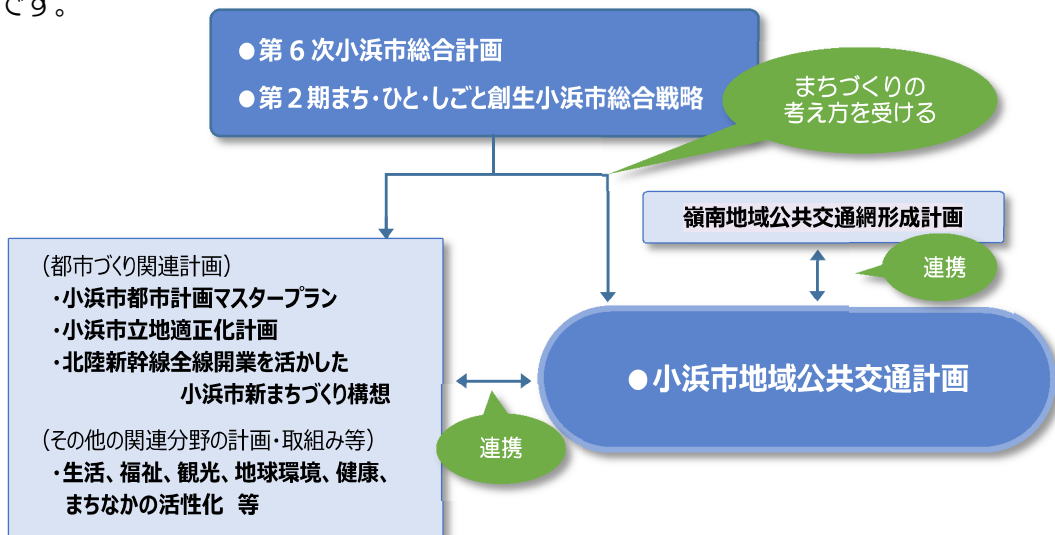 です。
●第6次小浜市総合計画
●第2期まち・ひと・しごと創生小浜市総合戦略
まちづくりの
考え方を受ける
嶺南地域公共交通網形成計画
連携
(都市づくり関連計画)
・小浜市都市計画マスタープラン
・小浜市立地適正化計画
・北陸新幹線全線開業を活かした
小浜市新まちづくり構想
(その他の関連分野の計画・取組み等)
・生活、福祉、観光、地球環境、健康、
まちなかの活性化 等
連携
●小浜市地域公共交通計画